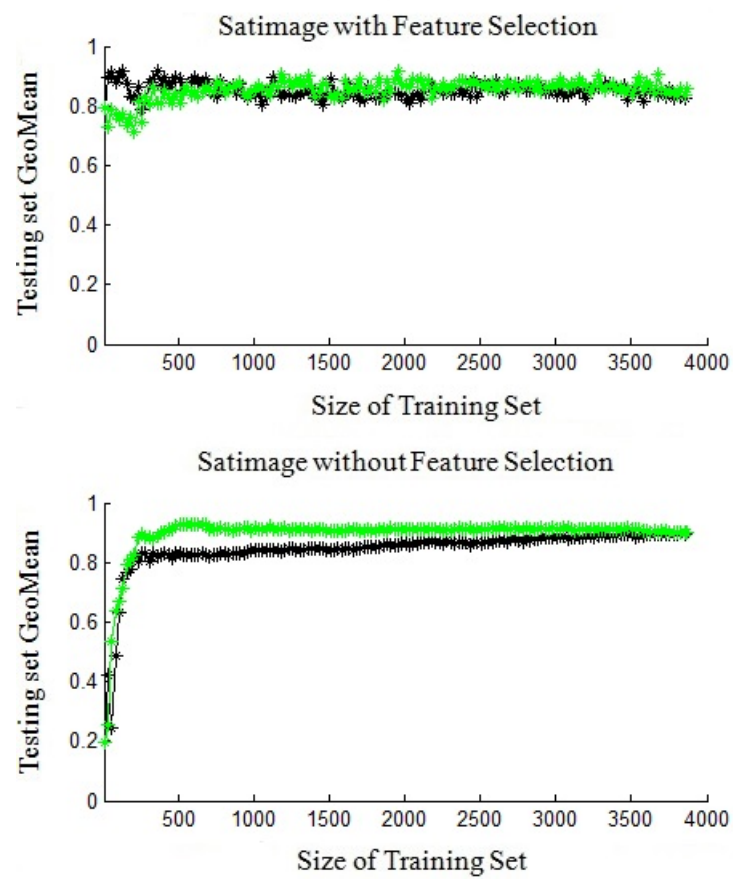 Satimage with Feature Selection
Testing set GeoMean
1
0.8
0.6
0.4
0.2
0
500 1000 1500 2000 2500 3000 3500 4000
Size of Training Set
Satimage without Feature Selection
Testing set GeoMean
1
0.8
0.6
0.4
0.2
0
500 1000 1500 2000 2500 3000 3500 4000
Size of Training Set